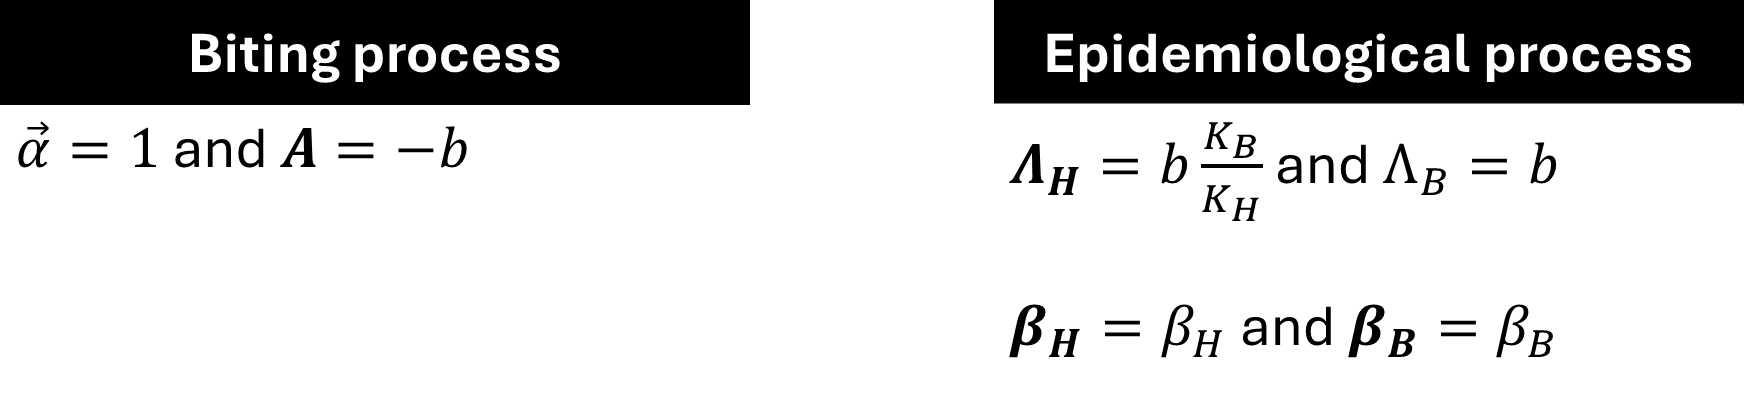 Biting process
α⃗ = 1 and A = −b
Epidemiological process
Λ_H = b K_B/K_H and Λ_B = b
β_H = β_H and β_B = β_B